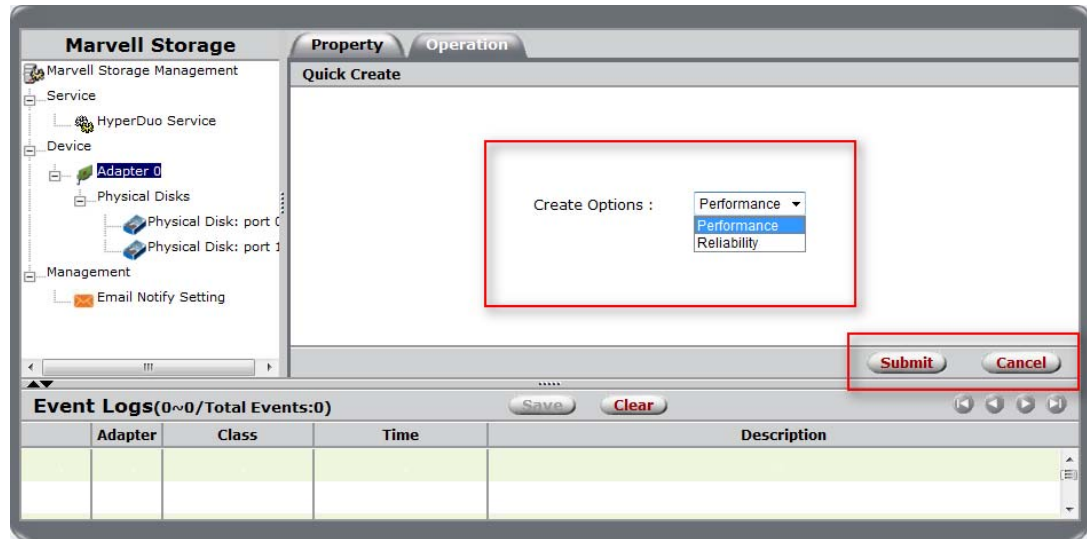 Marvell Storage
Property
Operation
Marvell Storage Management
Service
HyperDuo Service
Device
Adapter 0
Physical Disks
Physical Disk: port 0
Physical Disk: port 1
Management
Email Notify Setting
Quick Create
Create Options :
Performance
Performance
Reliability
Submit
Cancel
Event Logs(0~0/Total Events:0)
Save
Clear
Adapter
Class
Time
Description